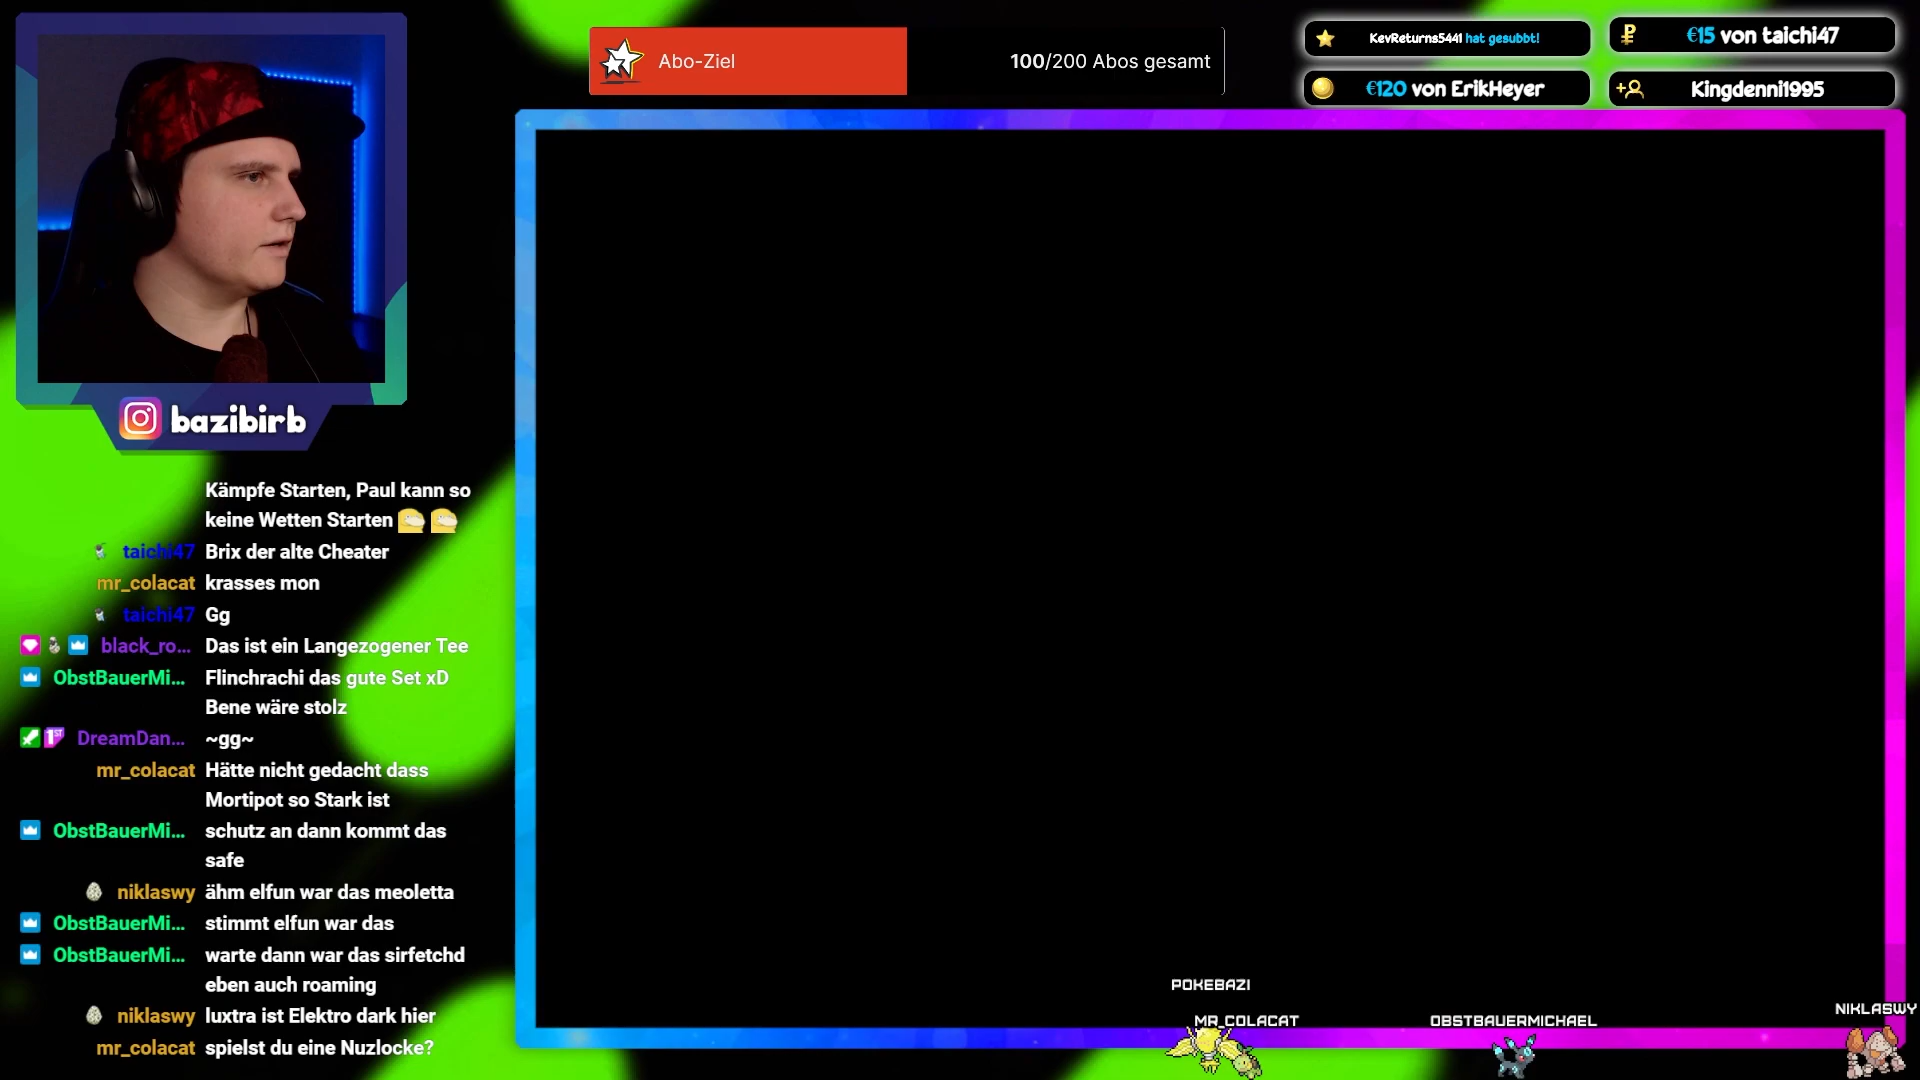 Abo-Ziel
100/200 Abos gesamt
KevReturns5441 hat gesubbt!
€15 von taichi47
€120 von ErikHeyer
Kingdenni1995
bazibirb
Kämpfe Starten, Paul kann so
keine Wetten Starten
taichi47 Brix der alte Cheater
mr_colacat krasses mon
taichi47 Gg
black_ro... Das ist ein Langezogener Tee
ObstBauerMi... Flinchrachi das gute Set xD
Bene wäre stolz
1ST DreamDan... ~gg~
mr_colacat Hätte nicht gedacht dass
Mortipot so Stark ist
ObstBauerMi... schutz an dann kommt das
safe
niklaswy ähm elfun war das meoletta
ObstBauerMi... stimmt elfun war das
ObstBauerMi... warte dann war das sirfetchd
eben auch roaming
niklaswy luxtra ist Elektro dark hier
mr_colacat spielst du eine Nuzlocke?
POKEBAZI
MR_COLACAT
OBSTBAUERMICHAEL
NIKLASWY